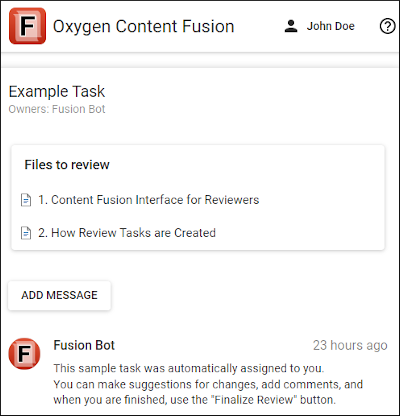 F Oxygen Content Fusion John Doe ?
Example Task
Owners: Fusion Bot
Files to review
1. Content Fusion Interface for Reviewers
2. How Review Tasks are Created
ADD MESSAGE
F Fusion Bot 23 hours ago
This sample task was automatically assigned to you.
You can make suggestions for changes, add comments, and
when you are finished, use the "Finalize Review" button.